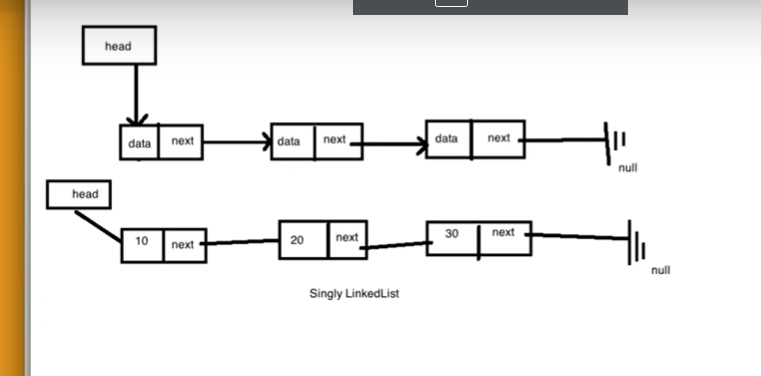 head
data next data next data next
null
head
10 next 20 next 30 next
null
Singly LinkedList